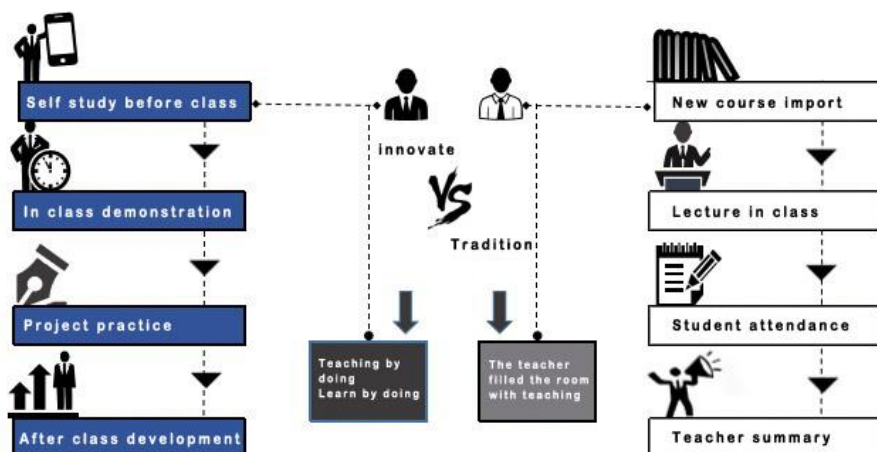 Self study before class
New course import
innovate
VS
In class demonstration
Tradition
Lecture in class
Project practice
Student attendance
Teaching by
doing
Learn by doing
The teacher
filled the room
with teaching
After class development
Teacher summary